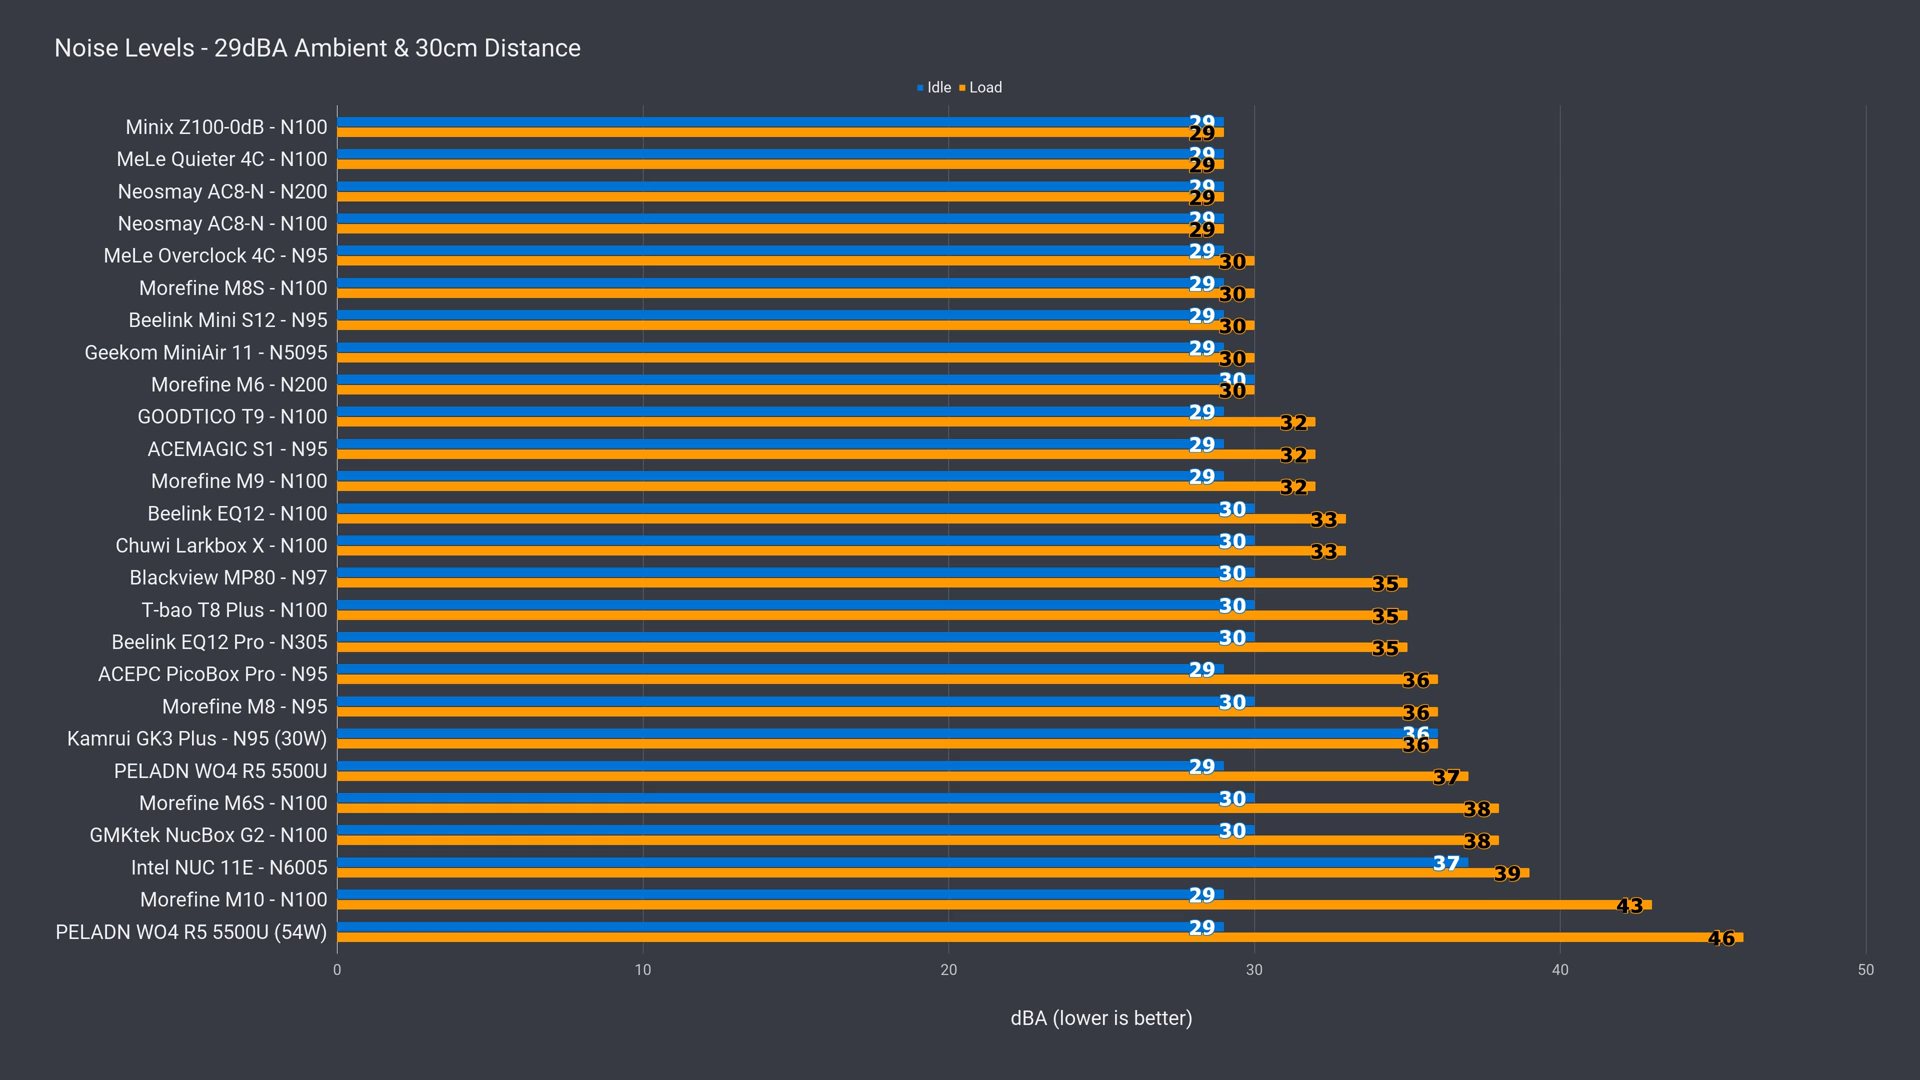 Noise Levels - 29dBA Ambient & 30cm Distance
Idle Load
Minix Z100-0dB - N100 29 29
MeLe Quieter 4C - N100 29 29
Neosmay AC8-N - N200 29 29
Neosmay AC8-N - N100 29 29
MeLe Overclock 4C - N95 29 30
Morefine M8S - N100 29 30
Beelink Mini S12 - N95 29 30
Geekom MiniAir 11 - N5095 29 30
Morefine M6 - N200 30 30
GOODTICO T9 - N100 29 32
ACEMAGIC S1 - N95 29 32
Morefine M9 - N100 29 32
Beelink EQ12 - N100 30 33
Chuwi Larkbox X - N100 30 33
Blackview MP80 - N97 30 35
T-bao T8 Plus - N100 30 35
Beelink EQ12 Pro - N305 30 35
ACEPC PicoBox Pro - N95 29 36
Morefine M8 - N95 30 36
Kamrui GK3 Plus - N95 (30W) 36 36
PELADN WO4 R5 5500U 29 37
Morefine M6S - N100 30 38
GMKtek NucBox G2 - N100 30 38
Intel NUC 11E - N6005 37 39
Morefine M10 - N100 29 43
PELADN WO4 R5 5500U (54W) 29 46
0 10 20 30 40 50
dBA (lower is better)